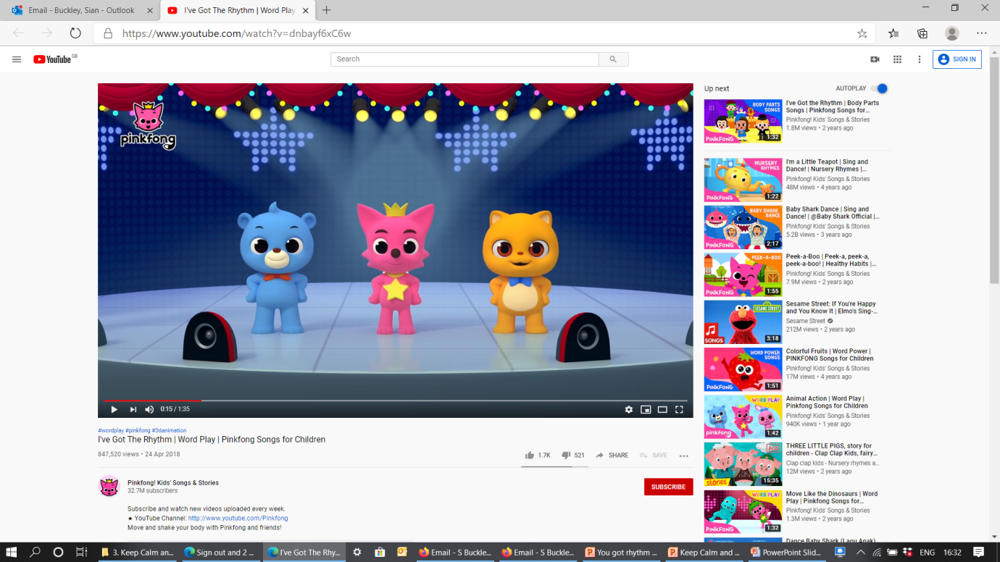 Email - Buckley, Sian - Outlook
I've Got The Rhythm | Word Play
https://www.youtube.com/watch?v=dnbayf6xC6w
YouTube GB
Search
SIGN IN
pinkfong
0:15 / 1:35
#wordplay #pinkfong #3danimation
I've Got The Rhythm | Word Play | Pinkfong Songs for Children
847,520 views • 24 Apr 2018
1.7K
521
SHARE
SAVE
Pinkfong! Kids' Songs & Stories
32.7M subscribers
SUBSCRIBE
Subscribe and watch new videos uploaded every week.
★ YouTube Channel: http://www.youtube.com/Pinkfong
Move and shake your body with Pinkfong and friends!
Up next
AUTOPLAY
BODY PARTS
SONGS
PINKFONG
1:32
I've Got the Rhythm | Body Parts
Songs | Pinkfong Songs for...
Pinkfong! Kids' Songs & Stories
1.8M views • 2 years ago
NURSERY
RHYMES
PINKFONG
1:22
I'm a Little Teapot | Sing and
Dance! | Nursery Rhymes |...
Pinkfong! Kids' Songs & Stories
48M views • 4 years ago
BABY SHARK
DANCE
PINKFONG
2:17
Baby Shark Dance | Sing and
Dance! | @Baby Shark Official |...
Pinkfong! Kids' Songs & Stories
5.2B views • 3 years ago
PEEK-A-BOO
PINKFONG
1:55
Peek-a-Boo | Peek-a, peek-a,
peek-a-boo! | Healthy Habits |...
Pinkfong! Kids' Songs & Stories
7.9M views • 2 years ago
SESAME STREET
SONGS
3:18
Sesame Street: If You're Happy
and You Know It | Elmo's Sing-...
Sesame Street
212M views • 2 years ago
WORD POWER
SONGS
PINKFONG
1:51
Colorful Fruits | Word Power |
PINKFONG Songs for Children
Pinkfong! Kids' Songs & Stories
17M views • 4 years ago
WORD PLAY
pinkfong
1:42
Animal Action | Word Play |
Pinkfong Songs for Children
Pinkfong! Kids' Songs & Stories
940K views • 1 year ago
stories
15:35
THREE LITTLE PIGS, story for
children - Clap Clap Kids, fairy...
Clap clap kids - Nursery rhymes a...
12M views • 2 years ago
WORD PLAY
PINKFONG
1:32
Move Like the Dinosaurs | Word
Play | Pinkfong Songs for...
Pinkfong! Kids' Songs & Stories
1.3M views • 2 years ago
Dance Baby Shark (Lagu Anak)
3. Keep Calm an...
Sign out and 2 ...
I've Got The Rhy...
Email - S Buckle...
Email - S Buckle...
You got rhythm ...
Keep Calm and ...
PowerPoint Slid...
ENG
16:32